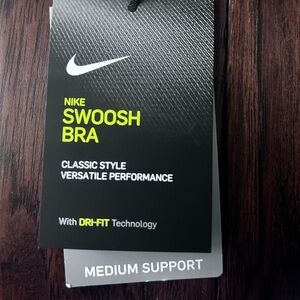 NIKE
SWOOSH
BRA
CLASSIC STYLE
VERSATILE PERFORMANCE
With DRI-FIT Technology
MEDIUM SUPPORT